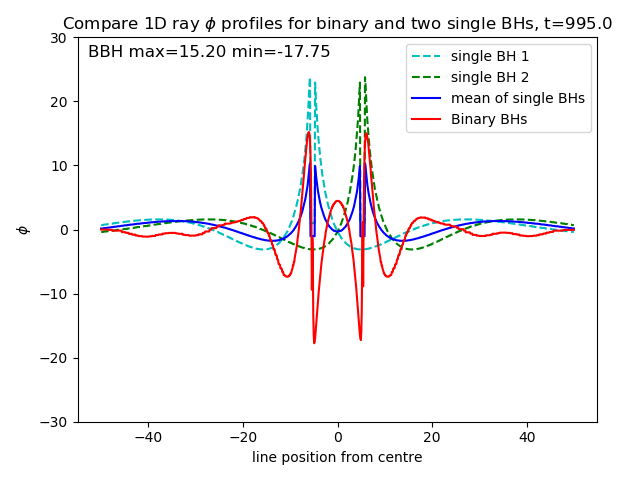 Compare 1D ray ϕ profiles for binary and two single BHs, t=995.0
BBH max=15.20 min=-17.75
single BH 1
single BH 2
mean of single BHs
Binary BHs
30
20
10
0
−10
−20
−30
ϕ
−40
−20
0
20
40
line position from centre